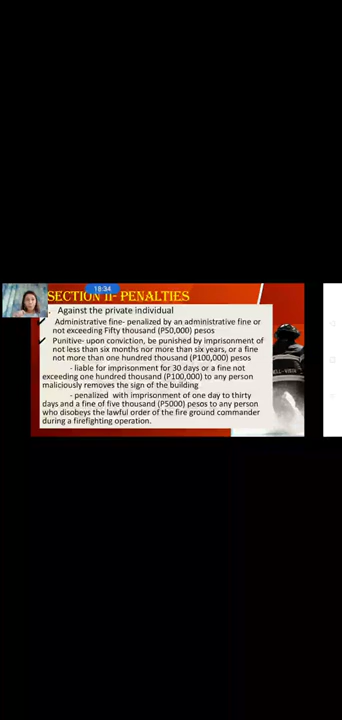 18:34
SECTION II- PENALTIES
. Against the private individual
✓ Administrative fine- penalized by an administrative fine or
not exceeding Fifty thousand (P50,000) pesos
✓ Punitive- upon conviction, be punished by imprisonment of
not less than six months nor more than six years, or a fine
not more than one hundred thousand (P100,000) pesos
- liable for imprisonment for 30 days or a fine not
exceeding one hundred thousand (P100,000) to any person
maliciously removes the sign of the building
- penalized with imprisonment of one day to thirty
days and a fine of five thousand (P5000) pesos to any person
who disobeys the lawful order of the fire ground commander
during a firefighting operation.